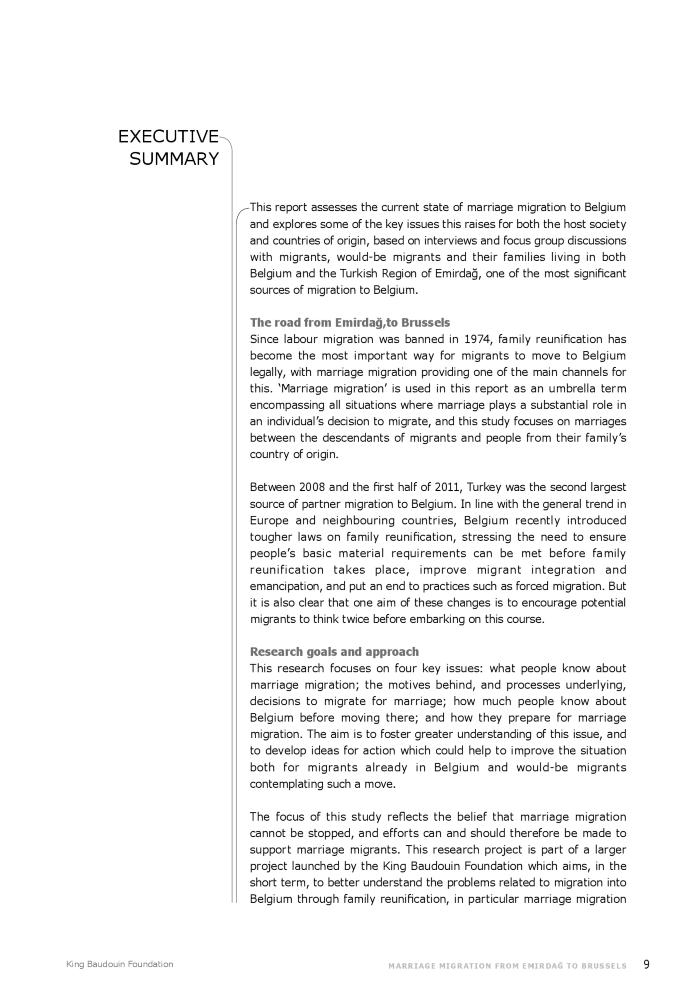 EXECUTIVE
SUMMARY
This report assesses the current state of marriage migration to Belgium
and explores some of the key issues this raises for both the host society
and countries of origin, based on interviews and focus group discussions
with migrants, would-be migrants and their families living in both
Belgium and the Turkish Region of Emirdağ, one of the most significant
sources of migration to Belgium.
The road from Emirdağ,to Brussels
Since labour migration was banned in 1974, family reunification has
become the most important way for migrants to move to Belgium
legally, with marriage migration providing one of the main channels for
this. ‘Marriage migration’ is used in this report as an umbrella term
encompassing all situations where marriage plays a substantial role in
an individual’s decision to migrate, and this study focuses on marriages
between the descendants of migrants and people from their family’s
country of origin.
Between 2008 and the first half of 2011, Turkey was the second largest
source of partner migration to Belgium. In line with the general trend in
Europe and neighbouring countries, Belgium recently introduced
tougher laws on family reunification, stressing the need to ensure
people’s basic material requirements can be met before family
reunification takes place, improve migrant integration and
emancipation, and put an end to practices such as forced migration. But
it is also clear that one aim of these changes is to encourage potential
migrants to think twice before embarking on this course.
Research goals and approach
This research focuses on four key issues: what people know about
marriage migration; the motives behind, and processes underlying,
decisions to migrate for marriage; how much people know about
Belgium before moving there; and how they prepare for marriage
migration. The aim is to foster greater understanding of this issue, and
to develop ideas for action which could help to improve the situation
both for migrants already in Belgium and would-be migrants
contemplating such a move.
The focus of this study reflects the belief that marriage migration
cannot be stopped, and efforts can and should therefore be made to
support marriage migrants. This research project is part of a larger
project launched by the King Baudouin Foundation which aims, in the
short term, to better understand the problems related to migration into
Belgium through family reunification, in particular marriage migration
King Baudouin Foundation
MARRIAGE MIGRATION FROM EMIRDAĞ TO BRUSSELS 9